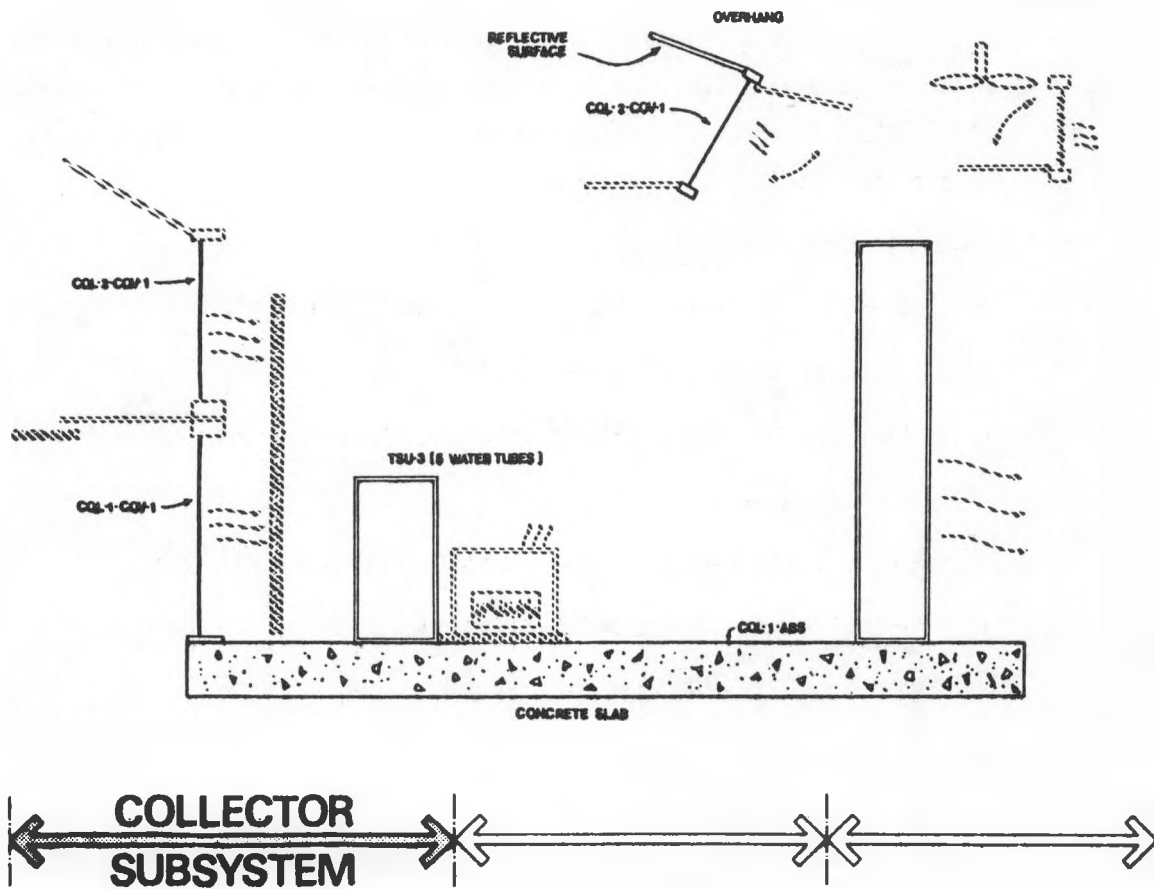 OVERHANG
REFLECTIVE
SURFACE
COL-2-COV-1
COL-2-COV-1
TSU-3 (5 WATER TUBES)
COL-1-COV-1
COL-1-ABS
CONCRETE SLAB
COLLECTOR
SUBSYSTEM